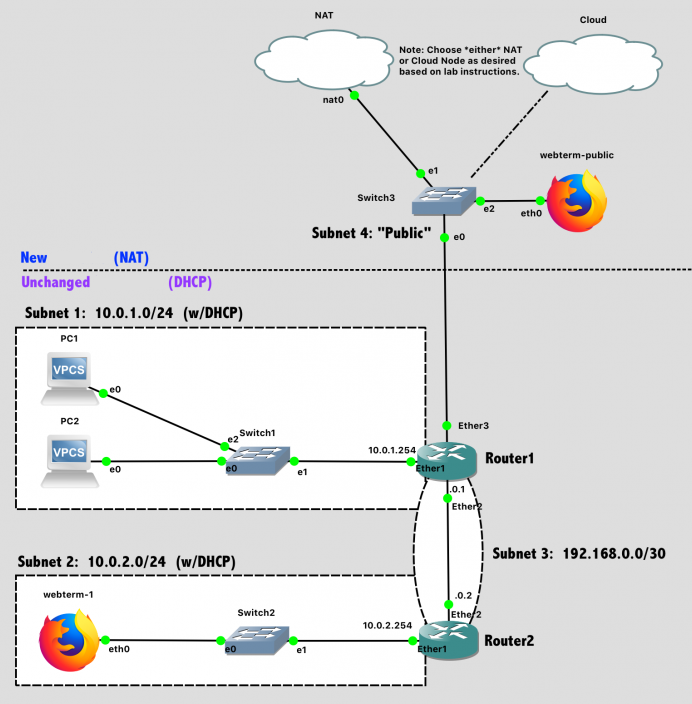 NAT
Cloud
Note: Choose *either* NAT
or Cloud Node as desired
based on lab instructions.
nat0
webterm-public
e1
Switch3
e2
eth0
Subnet 4: "Public"
e0
New (NAT)
Unchanged (DHCP)
Subnet 1: 10.0.1.0/24 (w/DHCP)
PC1
VPCS
e0
PC2
VPCS
e0
Switch1
e2
e0
e1
Ether3
10.0.1.254
Ether1
Router1
.0.1
Ether2
Subnet 3: 192.168.0.0/30
Subnet 2: 10.0.2.0/24 (w/DHCP)
webterm-1
eth0
Switch2
e0
e1
.0.2
Ether2
10.0.2.254
Ether1
Router2